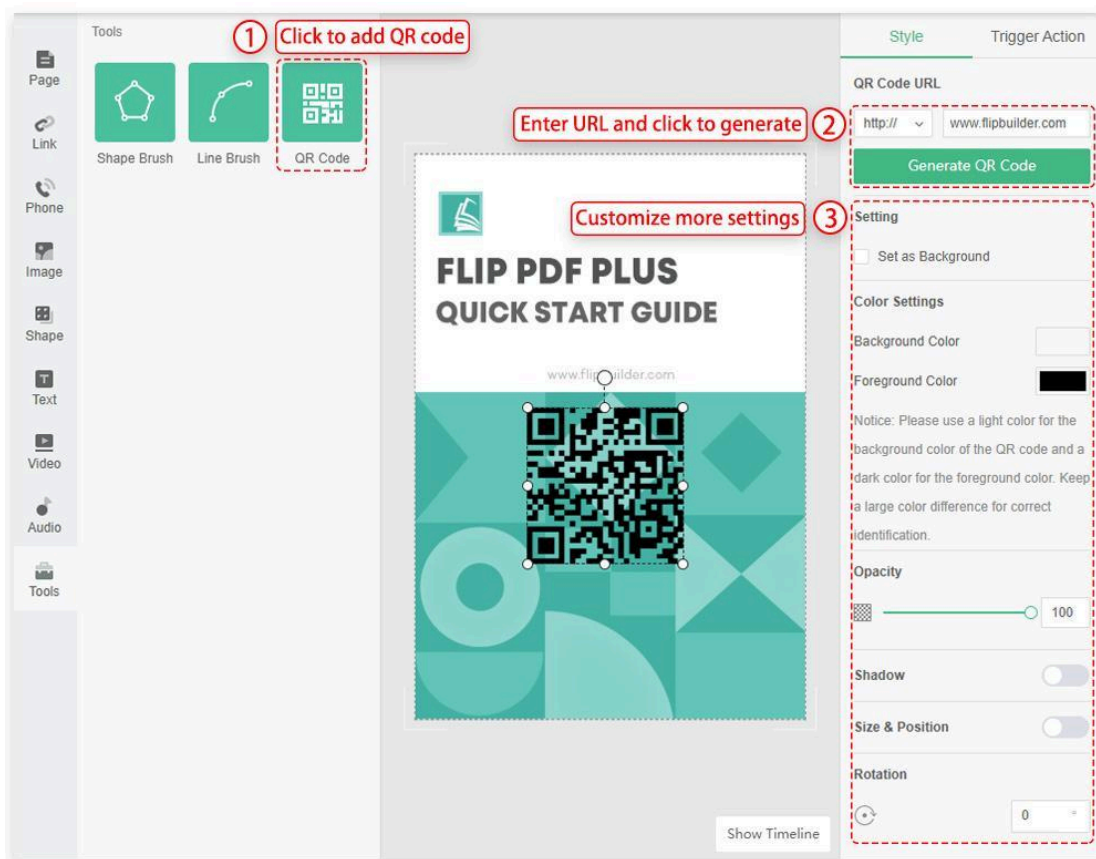 Tools
① Click to add QR code
Page
Link
Phone
Image
Shape
Text
Video
Audio
Tools
Shape Brush
Line Brush
QR Code
FLIP PDF PLUS
QUICK START GUIDE
Show Timeline
Style
Trigger Action
QR Code URL
Enter URL and click to generate ②
http://
www.flipbuilder.com
Generate QR Code
Customize more settings ③
Setting
Set as Background
Color Settings
Background Color
Foreground Color
Notice: Please use a light color for the
background color of the QR code and a
dark color for the foreground color. Keep
a large color difference for correct
identification.
Opacity
100
Shadow
Size & Position
Rotation
0 °